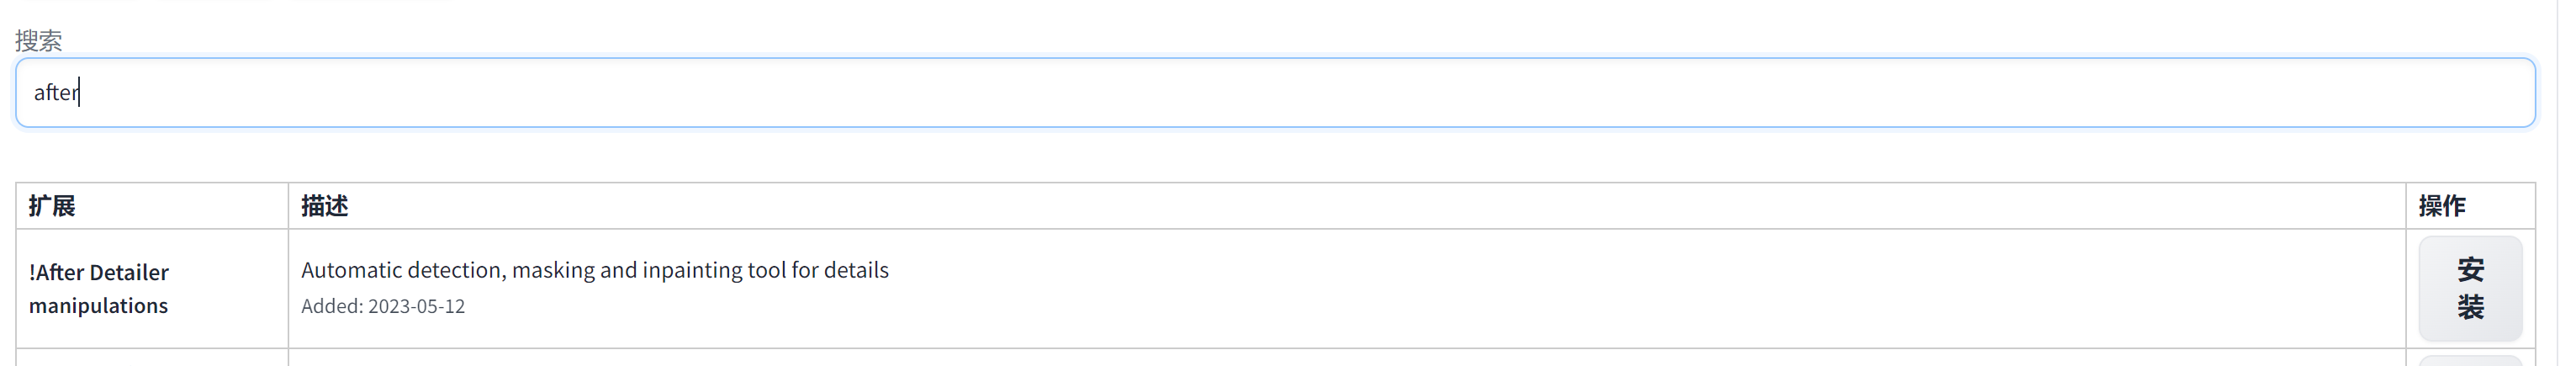 搜索
after
扩展
描述
操作
!After Detailer
manipulations
Automatic detection, masking and inpainting tool for details
Added: 2023-05-12
安
装